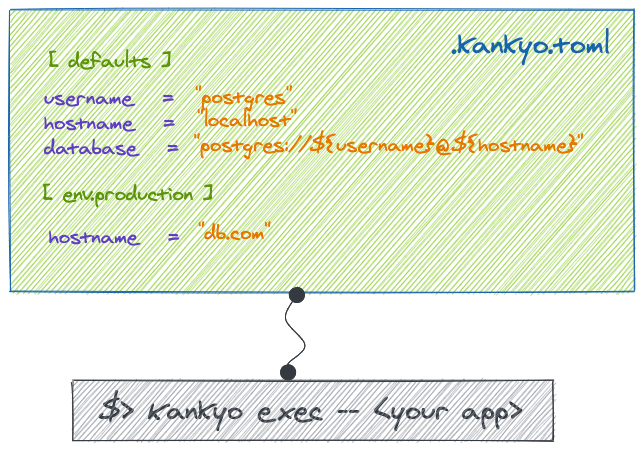 .kankyo.toml
[ defaults ]
username = "postgres"
hostname = "localhost"
database = "postgres://${username}@${hostname}"
[ env.production ]
hostname = "db.com"
$> kankyo exec -- <your app>